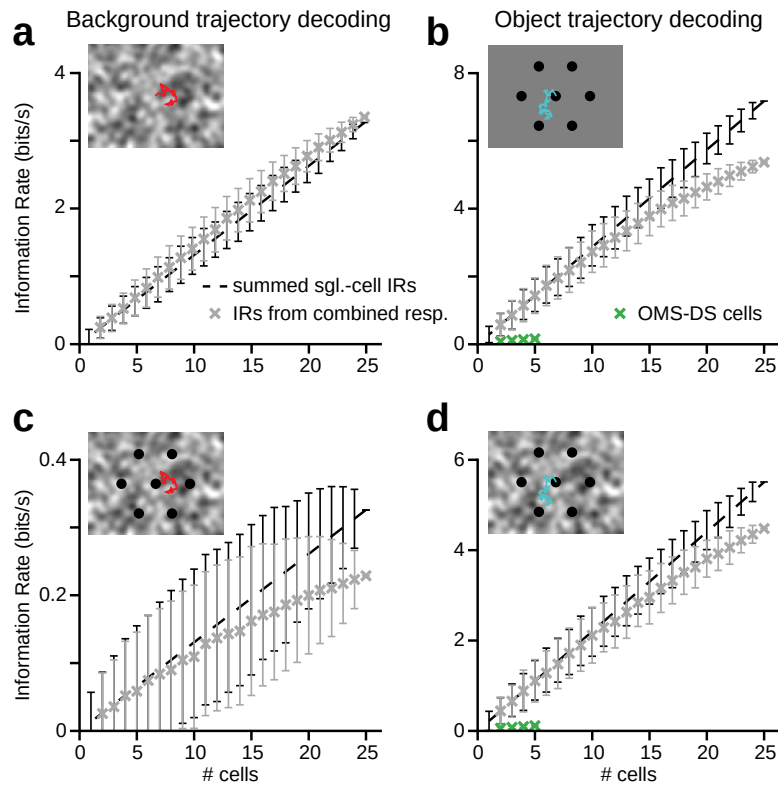 Background trajectory decoding
Object trajectory decoding
a
4
2
0
Information Rate (bits/s)
summed sgl.-cell IRs
IRs from combined resp.
0 5 10 15 20 25
b
8
4
0
OMS-DS cells
0 5 10 15 20 25
c
0.4
0.2
0
Information Rate (bits/s)
0 5 10 15 20 25
# cells
d
6
4
2
0
0 5 10 15 20 25
# cells